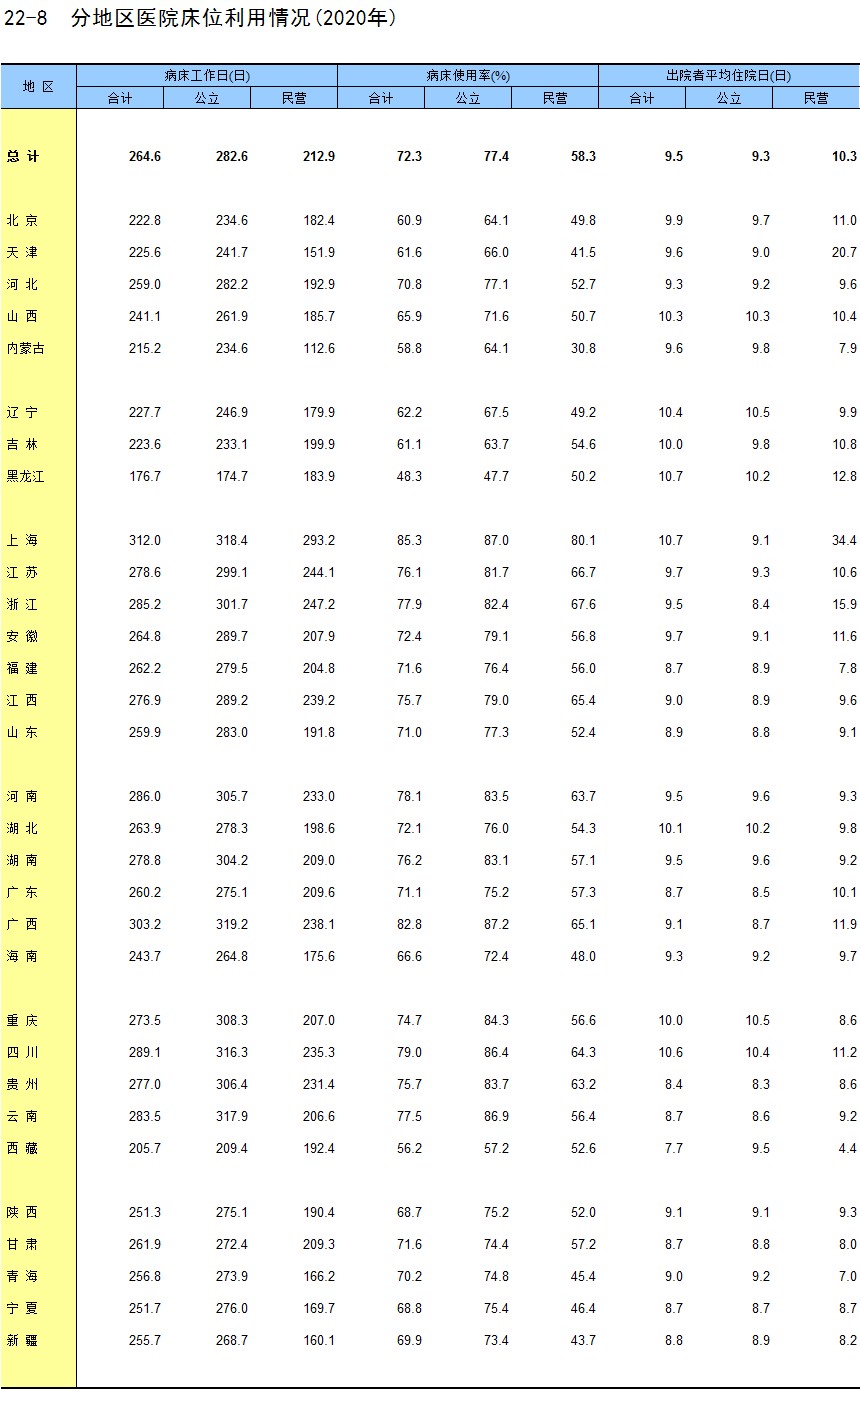 22-8 分地区医院床位利用情况(2020年)
地 区 病床工作日(日) 病床使用率(%) 出院者平均住院日(日)
合计 公立 民营 合计 公立 民营 合计 公立 民营
总 计 264.6 282.6 212.9 72.3 77.4 58.3 9.5 9.3 10.3
北 京 222.8 234.6 182.4 60.9 64.1 49.8 9.9 9.7 11.0
天 津 225.6 241.7 151.9 61.6 66.0 41.5 9.6 9.0 20.7
河 北 259.0 282.2 192.9 70.8 77.1 52.7 9.3 9.2 9.6
山 西 241.1 261.9 185.7 65.9 71.6 50.7 10.3 10.3 10.4
内蒙古 215.2 234.6 112.6 58.8 64.1 30.8 9.6 9.8 7.9
辽 宁 227.7 246.9 179.9 62.2 67.5 49.2 10.4 10.5 9.9
吉 林 223.6 233.1 199.9 61.1 63.7 54.6 10.0 9.8 10.8
黑龙江 176.7 174.7 183.9 48.3 47.7 50.2 10.7 10.2 12.8
上 海 312.0 318.4 293.2 85.3 87.0 80.1 10.7 9.1 34.4
江 苏 278.6 299.1 244.1 76.1 81.7 66.7 9.7 9.3 10.6
浙 江 285.2 301.7 247.2 77.9 82.4 67.6 9.5 8.4 15.9
安 徽 264.8 289.7 207.9 72.4 79.1 56.8 9.7 9.1 11.6
福 建 262.2 279.5 204.8 71.6 76.4 56.0 8.7 8.9 7.8
江 西 276.9 289.2 239.2 75.7 79.0 65.4 9.0 8.9 9.6
山 东 259.9 283.0 191.8 71.0 77.3 52.4 8.9 8.8 9.1
河 南 286.0 305.7 233.0 78.1 83.5 63.7 9.5 9.6 9.3
湖 北 263.9 278.3 198.6 72.1 76.0 54.3 10.1 10.2 9.8
湖 南 278.8 304.2 209.0 76.2 83.1 57.1 9.5 9.6 9.2
广 东 260.2 275.1 209.6 71.1 75.2 57.3 8.7 8.5 10.1
广 西 303.2 319.2 238.1 82.8 87.2 65.1 9.1 8.7 11.9
海 南 243.7 264.8 175.6 66.6 72.4 48.0 9.3 9.2 9.7
重 庆 273.5 308.3 207.0 74.7 84.3 56.6 10.0 10.5 8.6
四 川 289.1 316.3 235.3 79.0 86.4 64.3 10.6 10.4 11.2
贵 州 277.0 306.4 231.4 75.7 83.7 63.2 8.4 8.3 8.6
云 南 283.5 317.9 206.6 77.5 86.9 56.4 8.7 8.6 9.2
西 藏 205.7 209.4 192.4 56.2 57.2 52.6 7.7 9.5 4.4
陕 西 251.3 275.1 190.4 68.7 75.2 52.0 9.1 9.1 9.3
甘 肃 261.9 272.4 209.3 71.6 74.4 57.2 8.7 8.8 8.0
青 海 256.8 273.9 166.2 70.2 74.8 45.4 9.0 9.2 7.0
宁 夏 251.7 276.0 169.7 68.8 75.4 46.4 8.7 8.7 8.7
新 疆 255.7 268.7 160.1 69.9 73.4 43.7 8.8 8.9 8.2